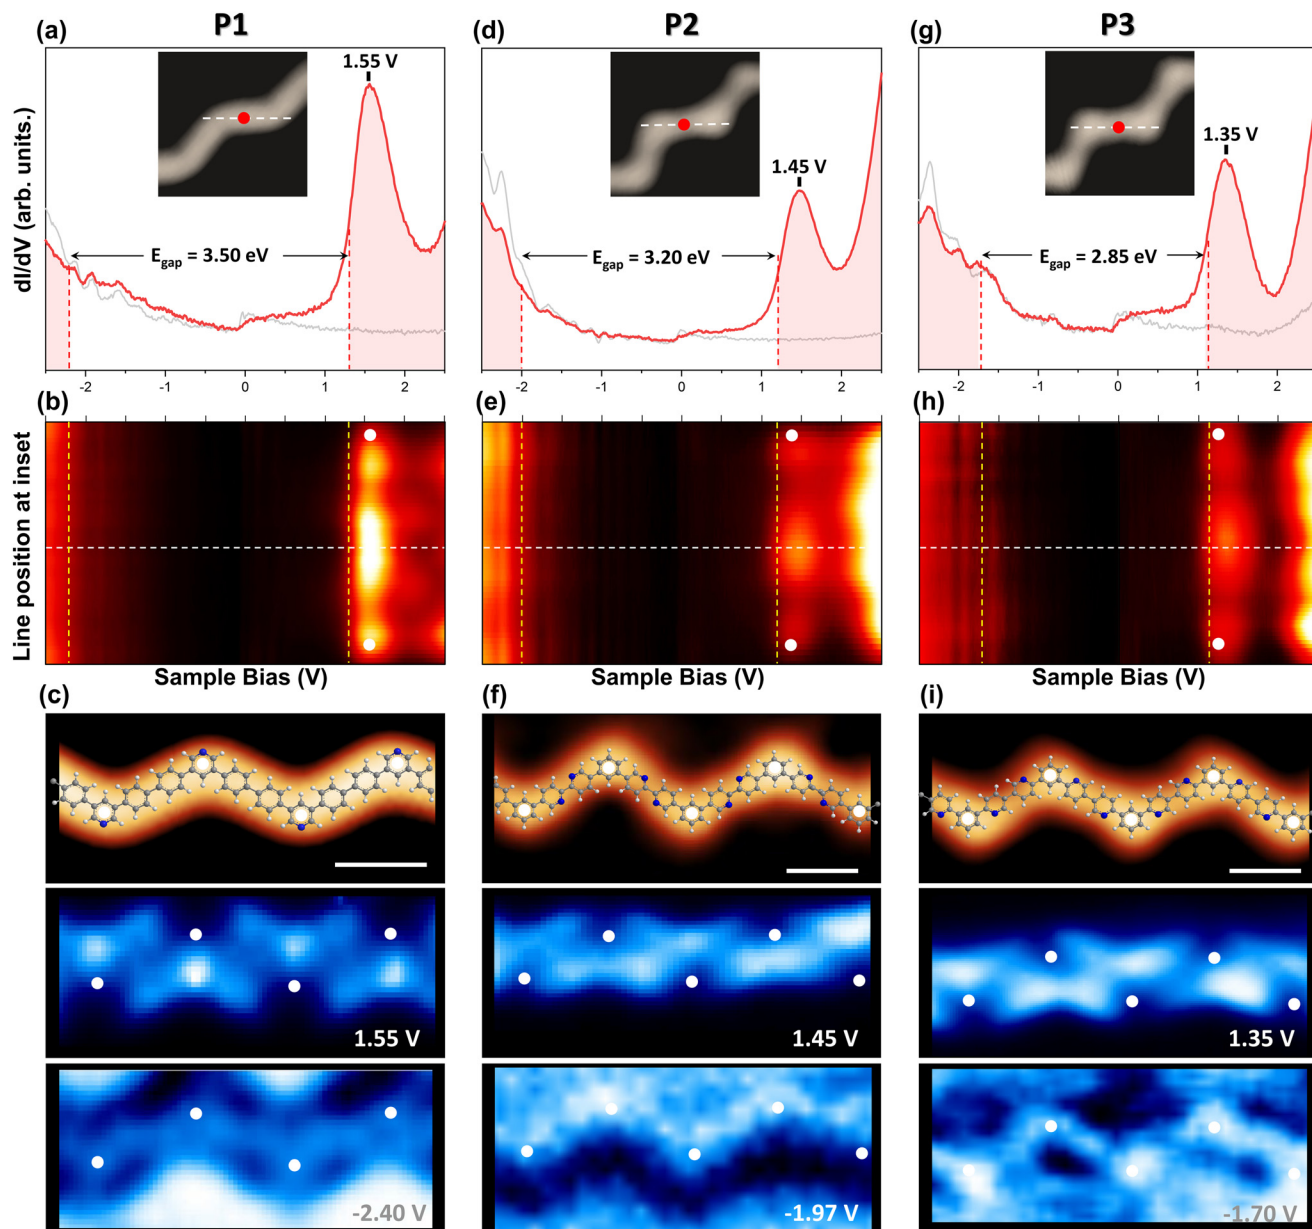 P1
P2
P3
(a)
(d)
(g)
dI/dV (arb. units.)
1.55 V
E_gap = 3.50 eV
-2 -1 0 1 2
1.45 V
E_gap = 3.20 eV
-2 -1 0 1 2
1.35 V
E_gap = 2.85 eV
-2 -1 0 1 2
(b)
(e)
(h)
Line position at inset
Sample Bias (V)
Sample Bias (V)
Sample Bias (V)
(c)
(f)
(i)
1.55 V
1.45 V
1.35 V
-2.40 V
-1.97 V
-1.70 V